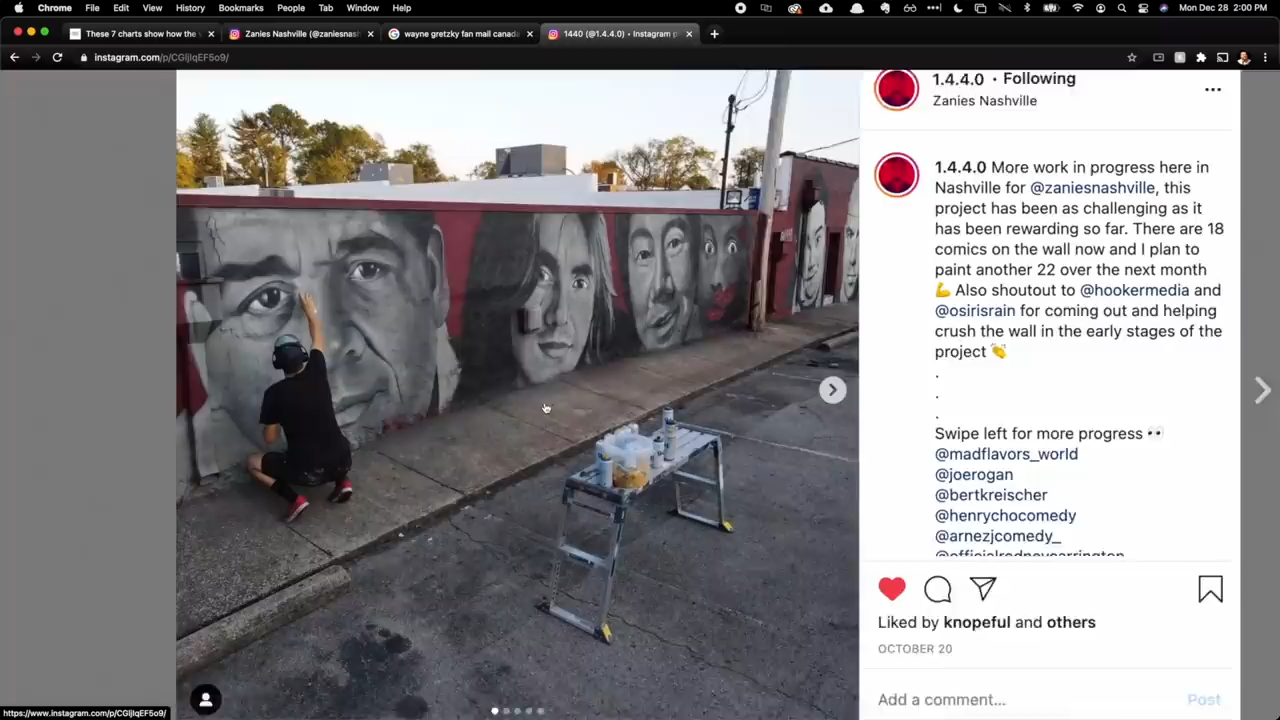 Chrome File Edit View History Bookmarks People Tab Window Help Mon Dec 28 2:00 PM
These 7 charts show how the Zanies Nashville (@zaniesnash wayne gretzky fan mail canada 1440 (@1.4.4.0) • Instagram p
instagram.com/p/CGIjIqEF5o9/
1.4.4.0 • Following
Zanies Nashville
1.4.4.0 More work in progress here in
Nashville for @zaniesnashville, this
project has been as challenging as it
has been rewarding so far. There are 18
comics on the wall now and I plan to
paint another 22 over the next month
💪 Also shoutout to @hookermedia and
@osirisrain for coming out and helping
crush the wall in the early stages of the
project 👏
.
.
.
Swipe left for more progress 👀
@madflavors_world
@joerogan
@bertkreischer
@henrychocomedy
@arnezjcomedy_
@officialrodneycarrington
Liked by knopeful and others
OCTOBER 20
Add a comment... Post
https://www.instagram.com/p/CGIjIqEF5o9/